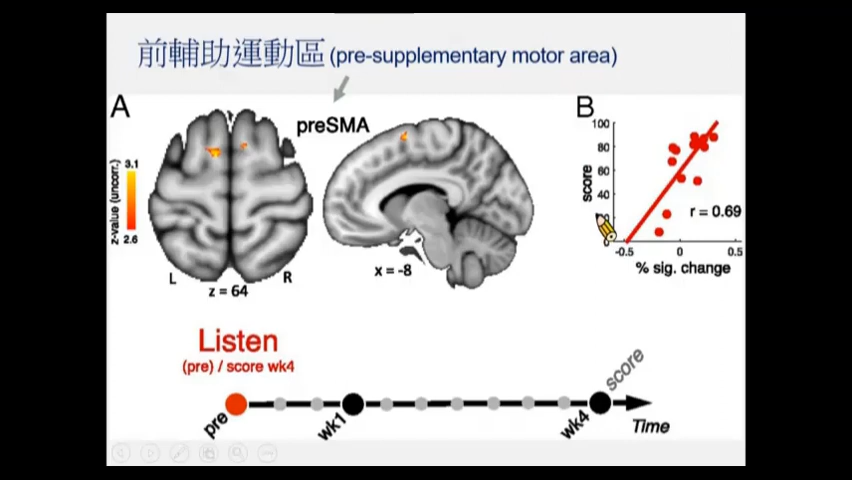 前輔助運動區 (pre-supplementary motor area)
A
preSMA
z-value (uncorr.)
3.1
2.6
L
R
z = 64
x = -8
B
score
100
80
60
40
r = 0.69
-0.5
0
0.5
% sig. change
Listen
(pre) / score wk4
score
pre
wk1
wk4
Time